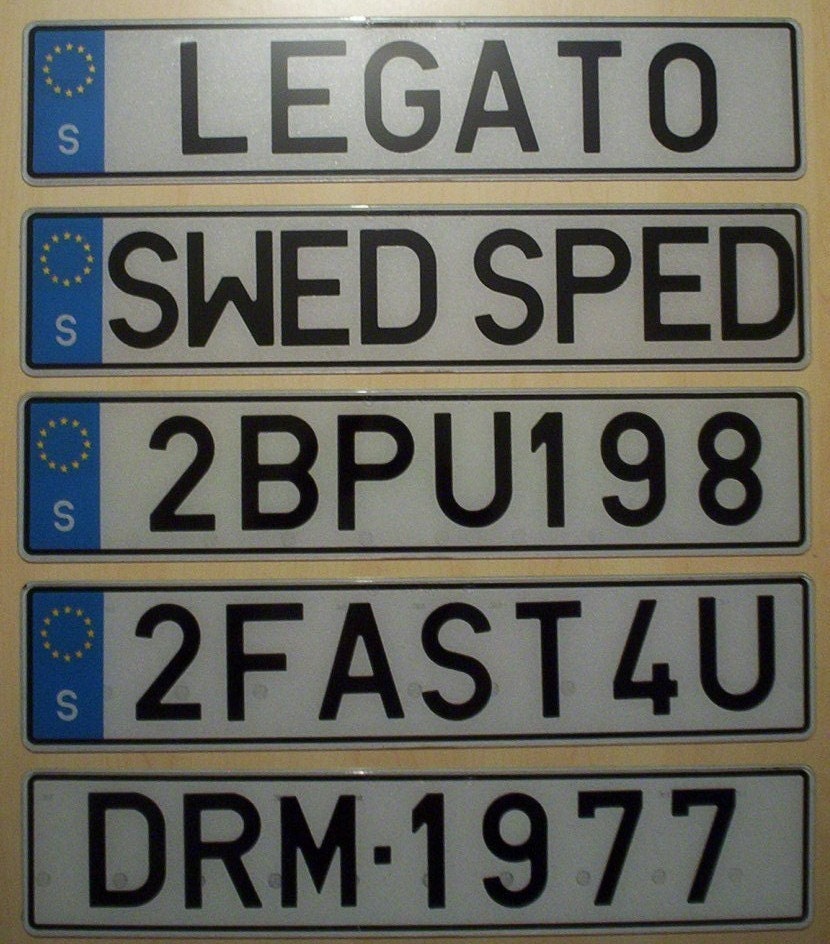 S LEGATO
S SWED SPED
S 2BPU198
S 2FAST4U
DRM·1977